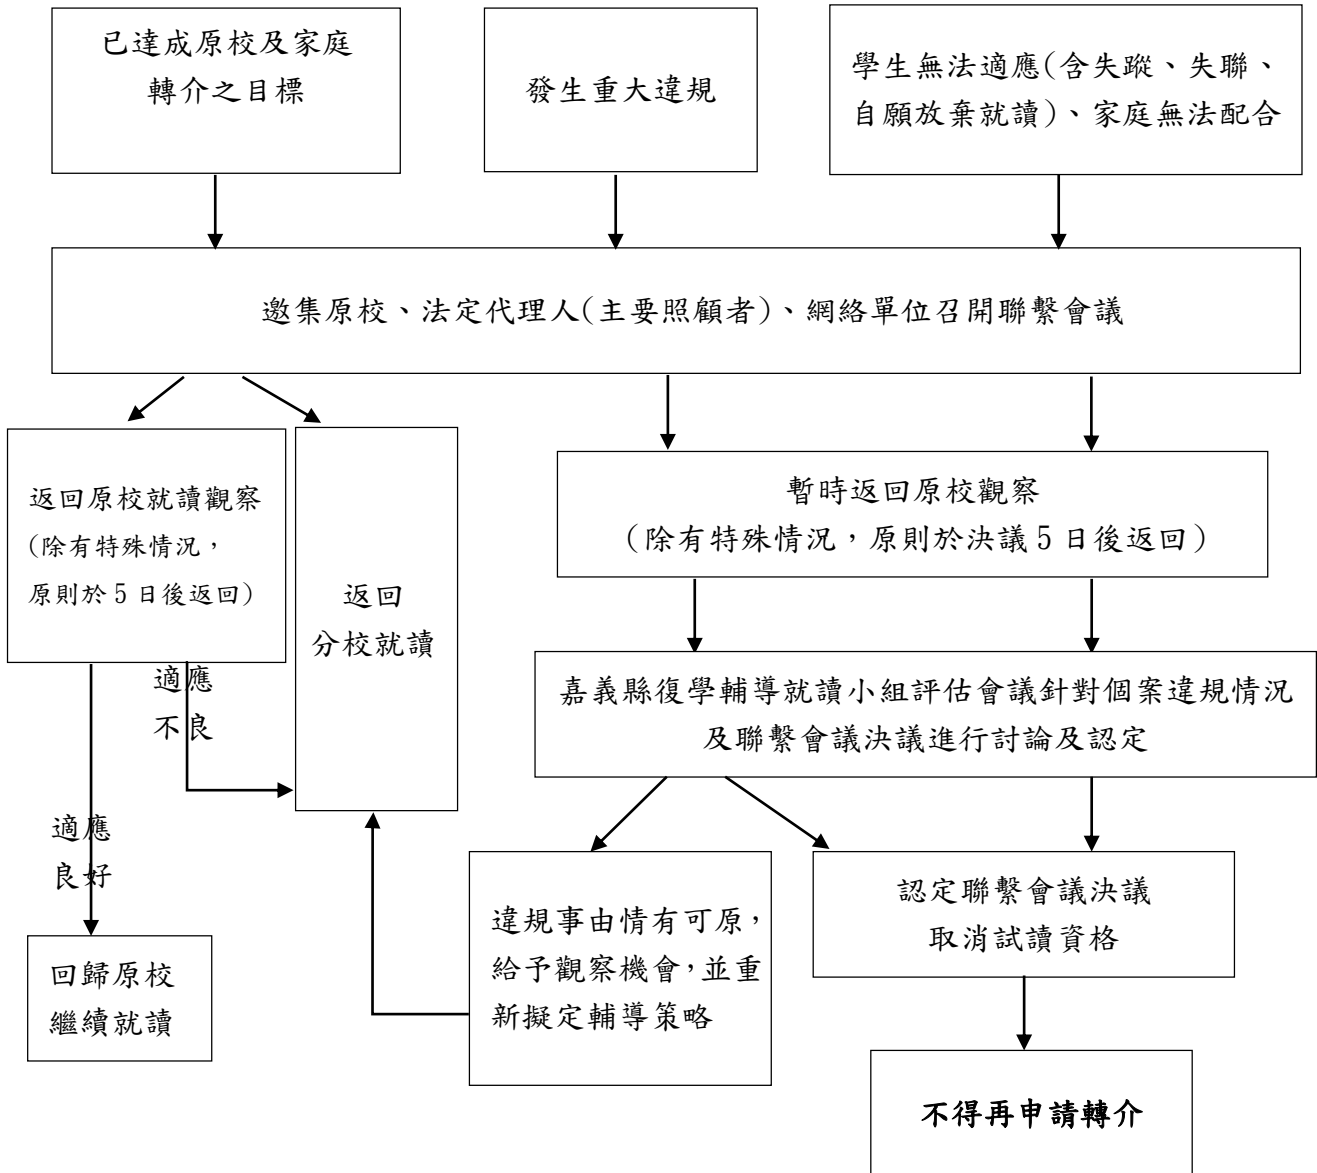 已達成原校及家庭
轉介之目標
發生重大違規
學生無法適應(含失蹤、失聯、
自願放棄就讀)、家庭無法配合
邀集原校、法定代理人(主要照顧者)、網絡單位召開聯繫會議
返回原校就讀觀察
(除有特殊情況，
原則於5日後返回)
返回
分校就讀
暫時返回原校觀察
(除有特殊情況，原則於決議5日後返回)
適應
不良
嘉義縣復學輔導就讀小組評估會議針對個案違規情況
及聯繫會議決議進行討論及認定
適應
良好
違規事由情有可原，
給予觀察機會，並重
新擬定輔導策略
認定聯繫會議決議
取消試讀資格
回歸原校
繼續就讀
不得再申請轉介